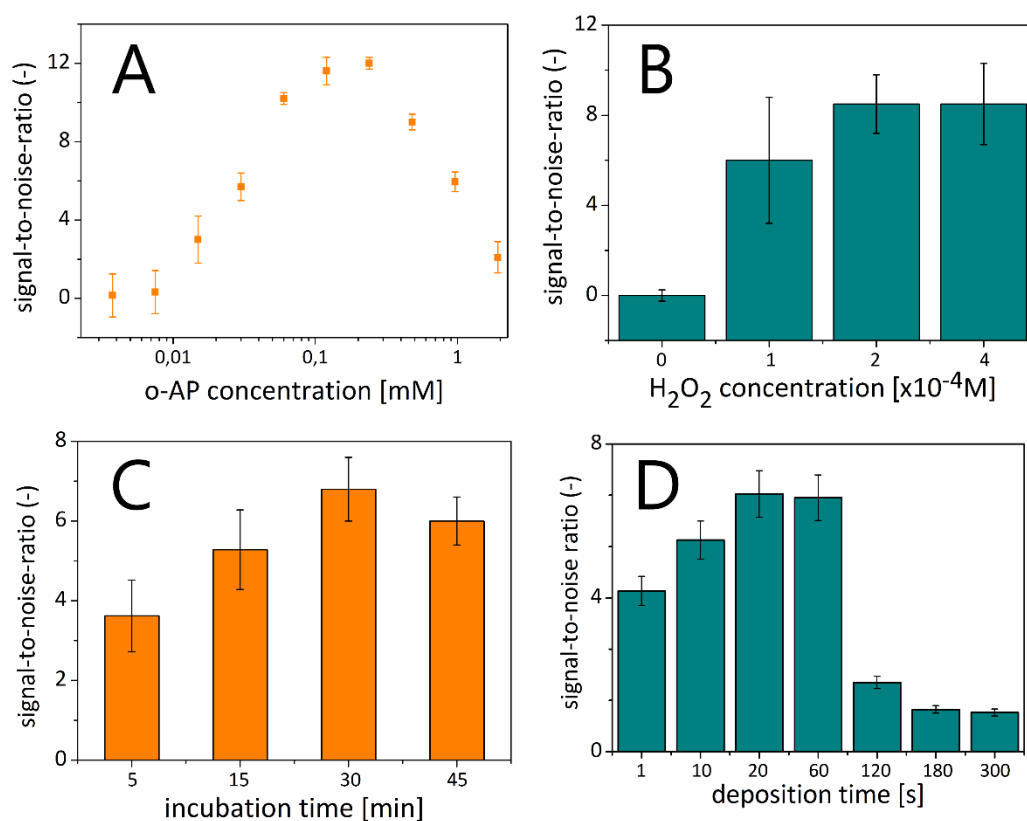 A
signal-to-noise-ratio (-)
12
8
4
0
0,01
0,1
1
o-AP concentration [mM]
B
signal-to-noise-ratio (-)
12
8
4
0
0
1
2
4
H₂O₂ concentration [x10⁻⁴M]
C
signal-to-noise-ratio (-)
8
6
4
2
0
5
15
30
45
incubation time [min]
D
signal-to-noise ratio (-)
8
4
8
1
10
20
60
120
180
300
deposition time [s]